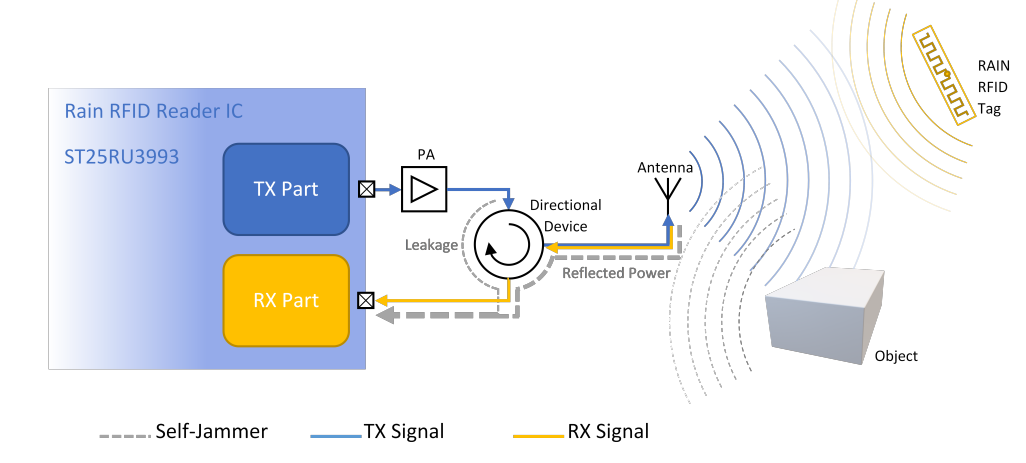 Rain RFID Reader IC
ST25RU3993
TX Part
RX Part
PA
Leakage
Directional
Device
Antenna
Reflected Power
RAIN
RFID
Tag
Object
Self-Jammer
TX Signal
RX Signal